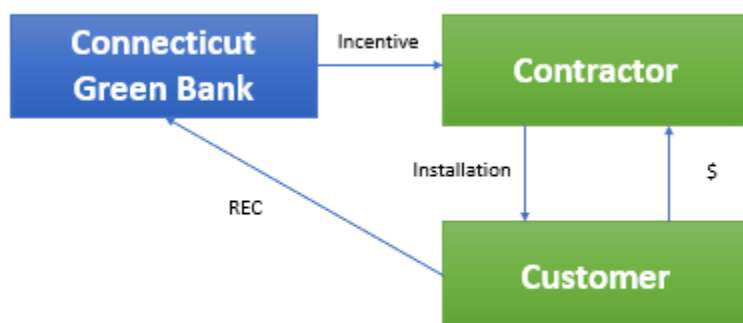 Connecticut
Green Bank
Incentive
Contractor
Installation
$
REC
Customer